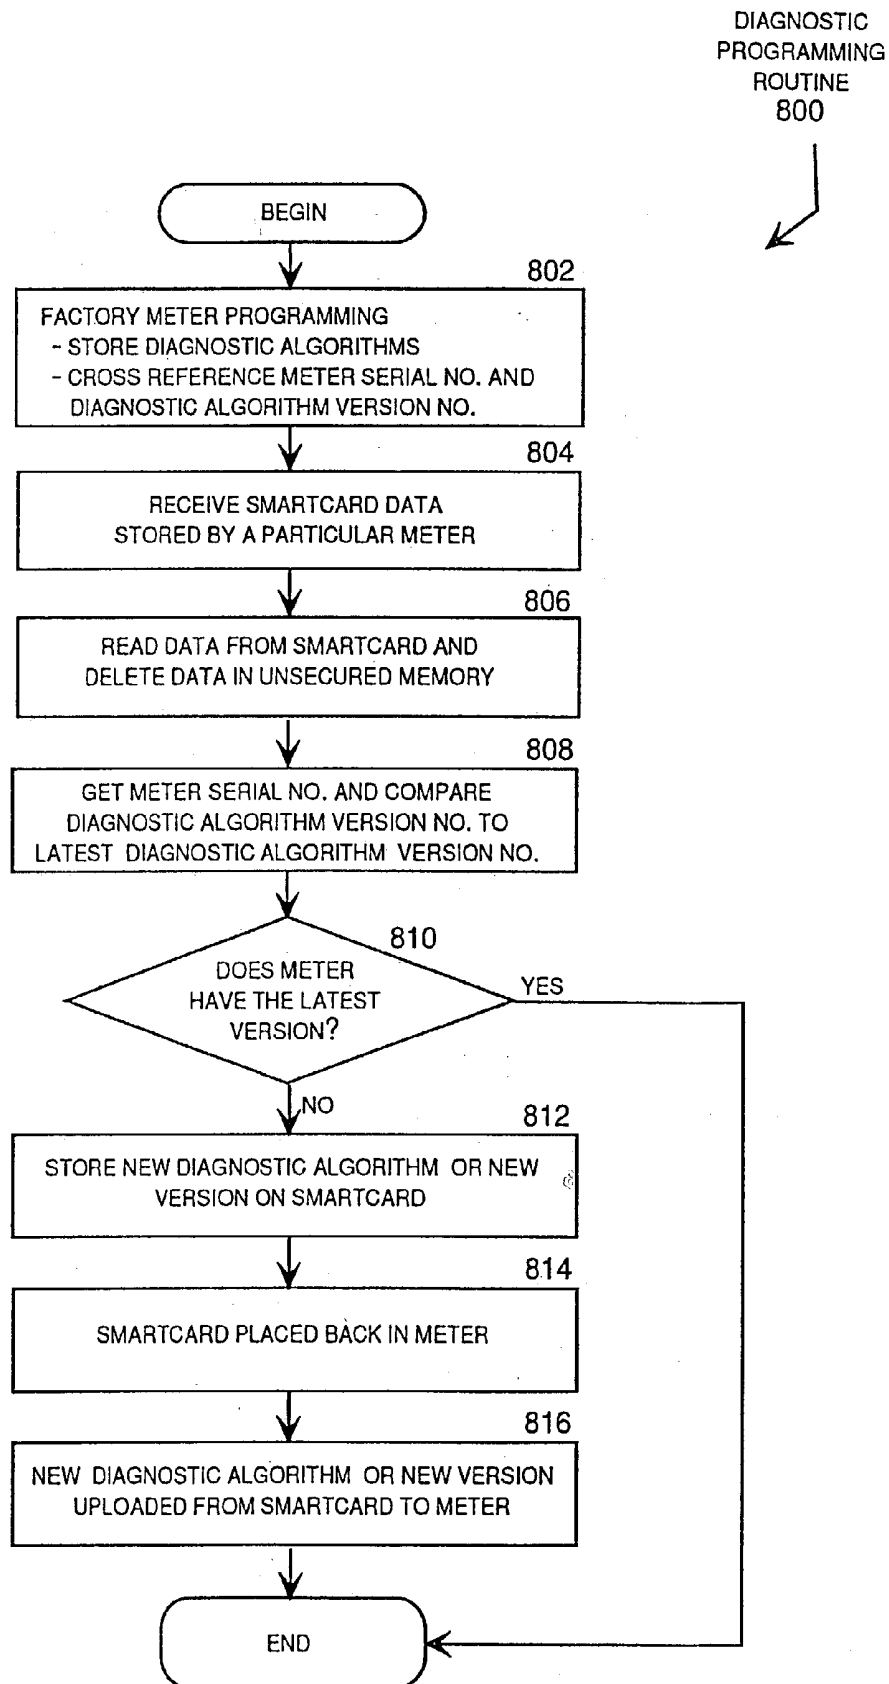 DIAGNOSTIC
PROGRAMMING
ROUTINE
800
BEGIN
802
FACTORY METER PROGRAMMING
- STORE DIAGNOSTIC ALGORITHMS
- CROSS REFERENCE METER SERIAL NO. AND
DIAGNOSTIC ALGORITHM VERSION NO.
804
RECEIVE SMARTCARD DATA
STORED BY A PARTICULAR METER
806
READ DATA FROM SMARTCARD AND
DELETE DATA IN UNSECURED MEMORY
808
GET METER SERIAL NO. AND COMPARE
DIAGNOSTIC ALGORITHM VERSION NO. TO
LATEST DIAGNOSTIC ALGORITHM VERSION NO.
810
DOES METER
HAVE THE LATEST
VERSION?
YES
NO
812
STORE NEW DIAGNOSTIC ALGORITHM OR NEW
VERSION ON SMARTCARD
814
SMARTCARD PLACED BACK IN METER
816
NEW DIAGNOSTIC ALGORITHM OR NEW VERSION
UPLOADED FROM SMARTCARD TO METER
END